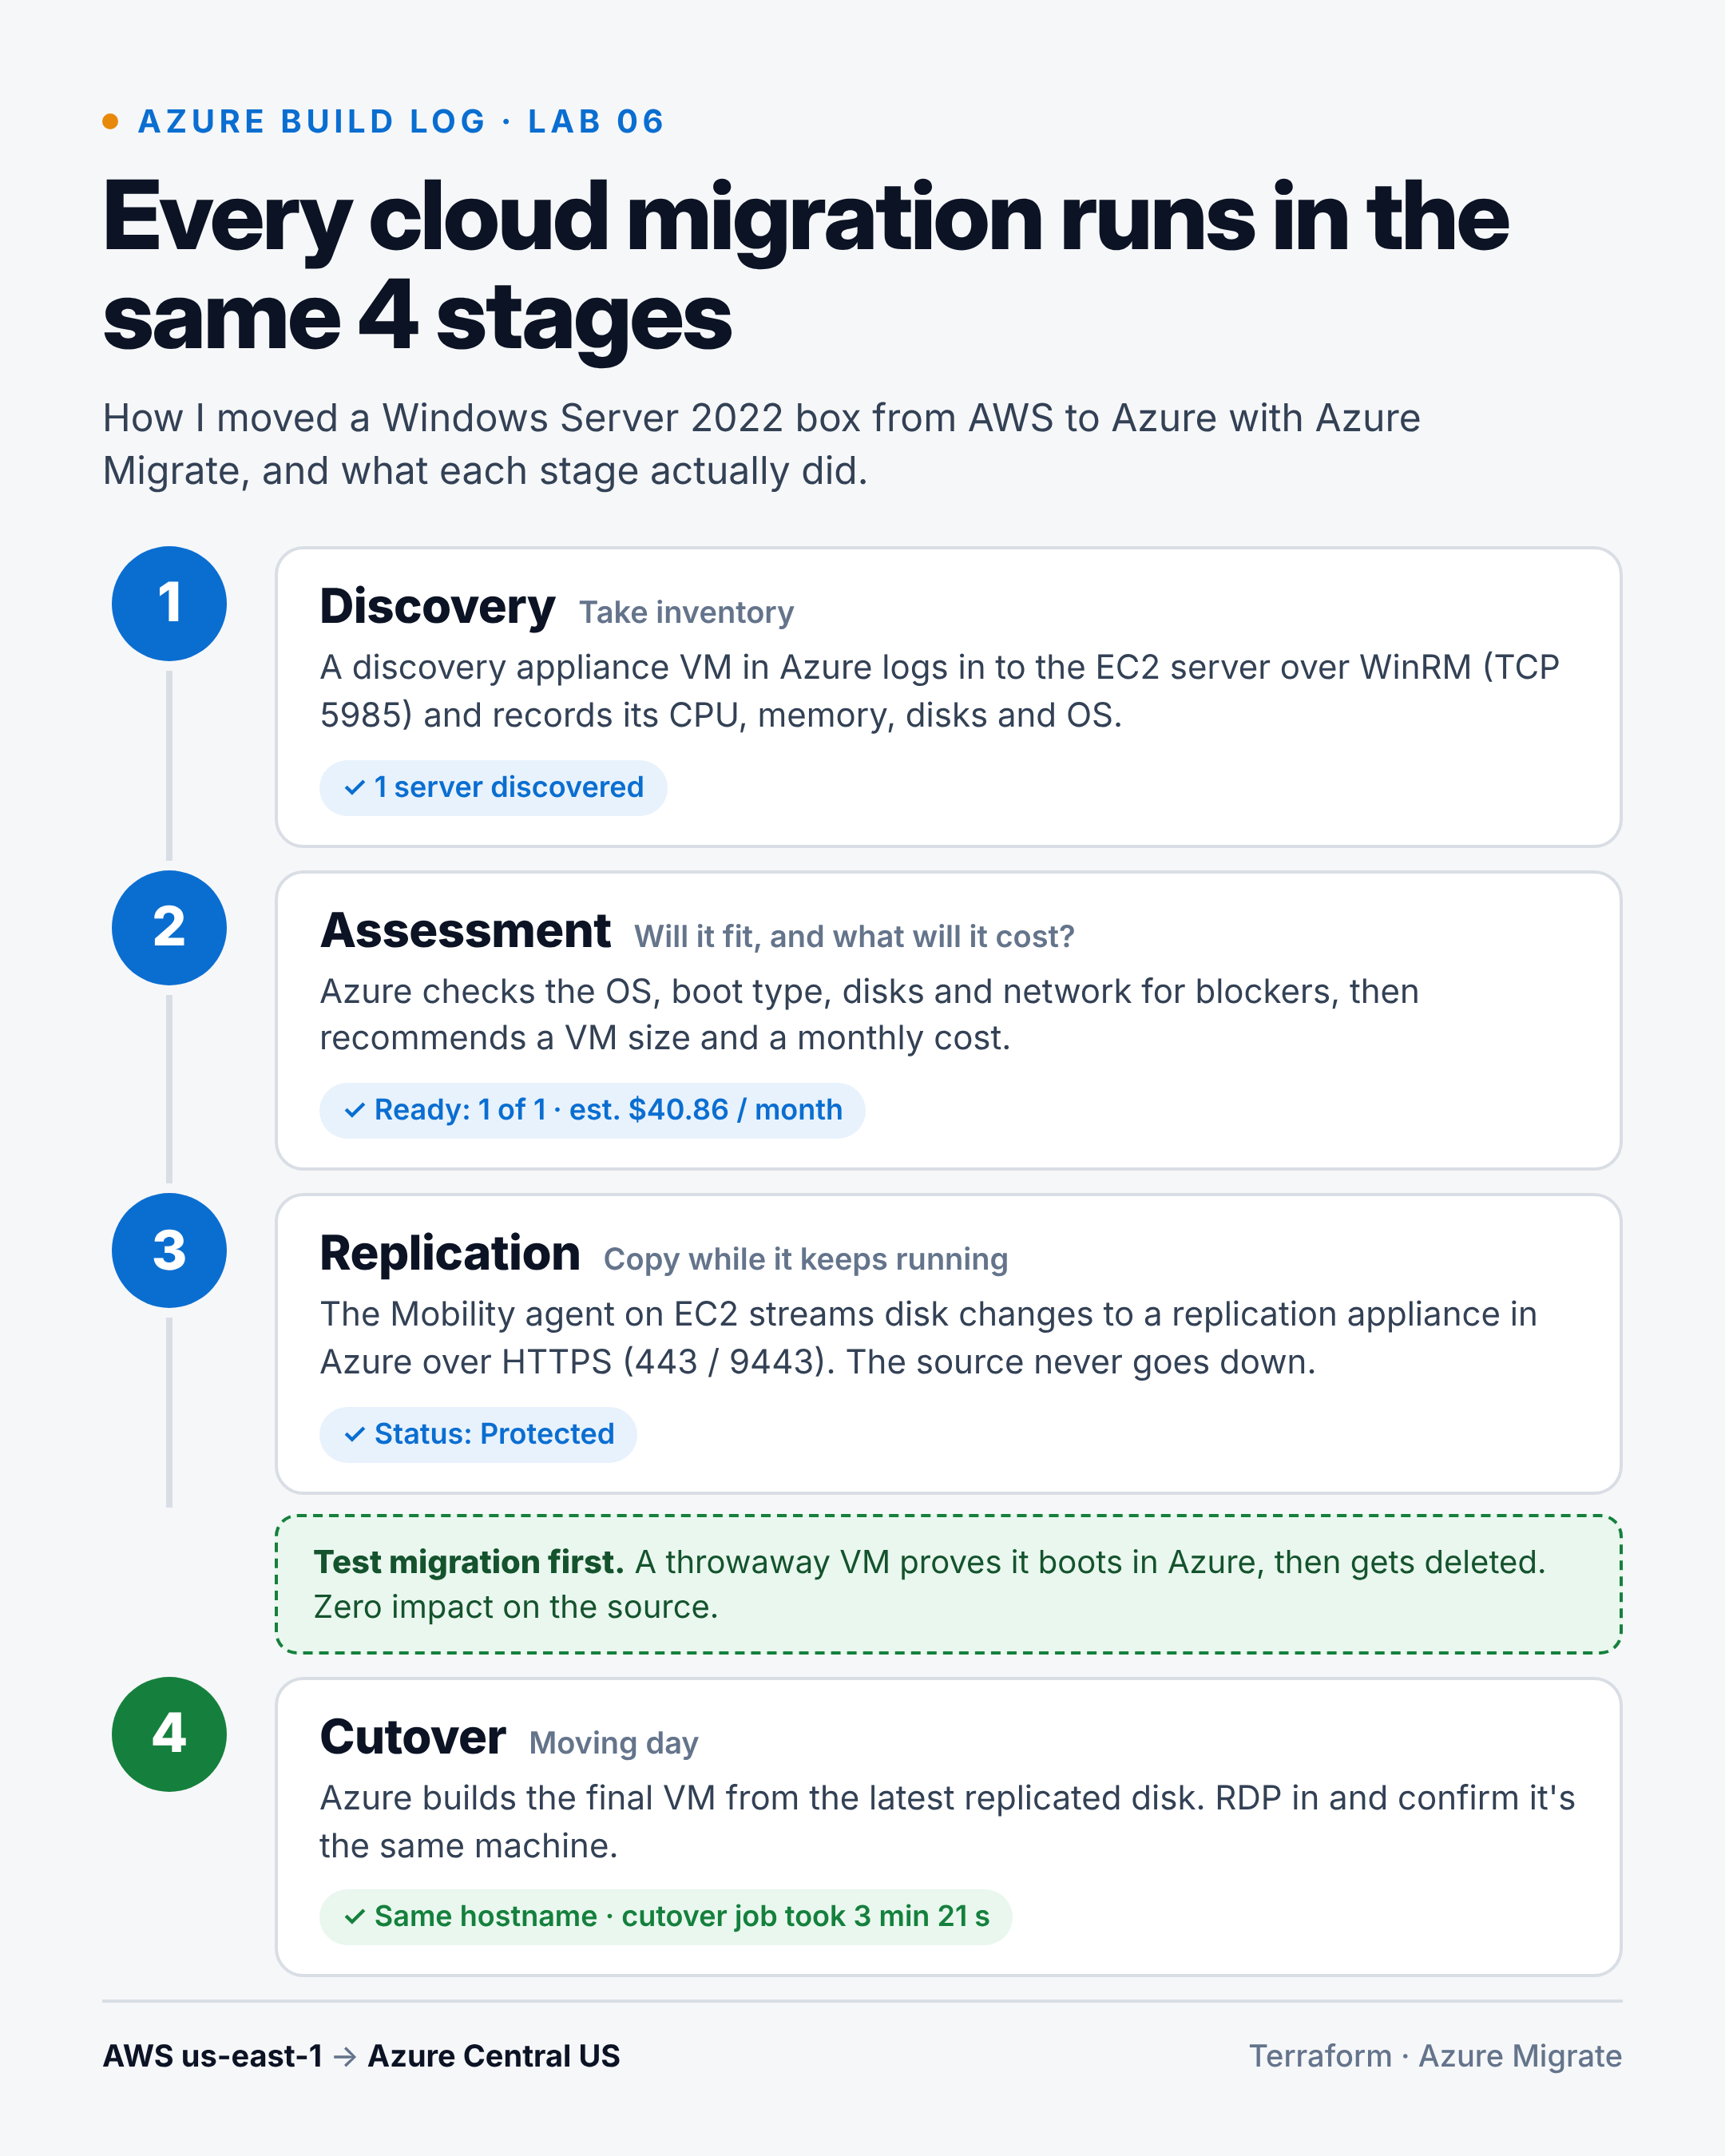 AZURE BUILD LOG · LAB 06
Every cloud migration runs in the
same 4 stages
How I moved a Windows Server 2022 box from AWS to Azure with Azure
Migrate, and what each stage actually did.
1
Discovery Take inventory
A discovery appliance VM in Azure logs in to the EC2 server over WinRM (TCP
5985) and records its CPU, memory, disks and OS.
✓ 1 server discovered
2
Assessment Will it fit, and what will it cost?
Azure checks the OS, boot type, disks and network for blockers, then
recommends a VM size and a monthly cost.
✓ Ready: 1 of 1 · est. $40.86 / month
3
Replication Copy while it keeps running
The Mobility agent on EC2 streams disk changes to a replication appliance in
Azure over HTTPS (443 / 9443). The source never goes down.
✓ Status: Protected
Test migration first. A throwaway VM proves it boots in Azure, then gets deleted.
Zero impact on the source.
4
Cutover Moving day
Azure builds the final VM from the latest replicated disk. RDP in and confirm it's
the same machine.
✓ Same hostname · cutover job took 3 min 21 s
AWS us-east-1 → Azure Central US
Terraform · Azure Migrate